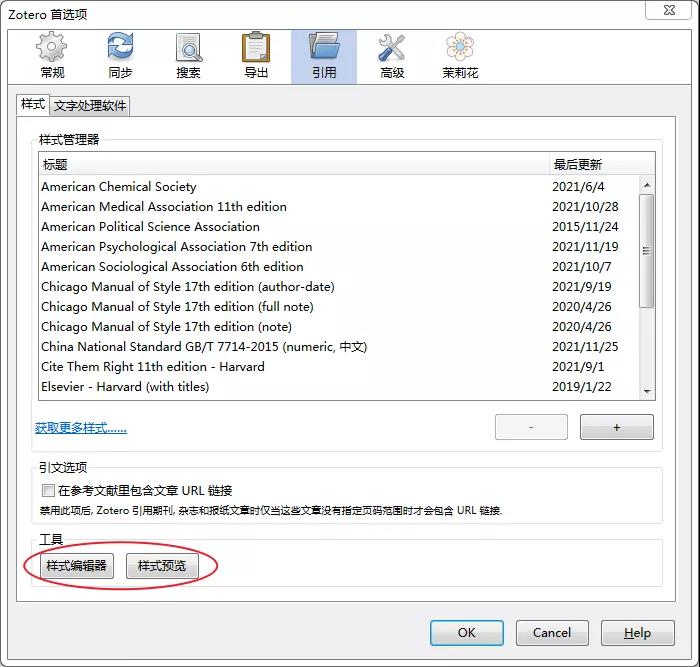 Zotero 首选项
常规 同步 搜索 导出 引用 高级 茉莉花
样式 文字处理软件
样式管理器
标题 最后更新
American Chemical Society 2021/6/4
American Medical Association 11th edition 2021/10/28
American Political Science Association 2015/11/24
American Psychological Association 7th edition 2021/11/19
American Sociological Association 6th edition 2021/10/7
Chicago Manual of Style 17th edition (author-date) 2021/9/19
Chicago Manual of Style 17th edition (full note) 2020/4/26
Chicago Manual of Style 17th edition (note) 2020/4/26
China National Standard GB/T 7714-2015 (numeric, 中文) 2021/11/25
Cite Them Right 11th edition - Harvard 2021/9/1
Elsevier - Harvard (with titles) 2019/1/22
获取更多样式...... - +
引文选项
在参考文献里包含文章 URL 链接
禁用此项后, Zotero 引用期刊, 杂志和报纸文章时仅当这些文章没有指定页码范围时才会包含 URL 链接.
工具
样式编辑器 样式预览
OK Cancel Help